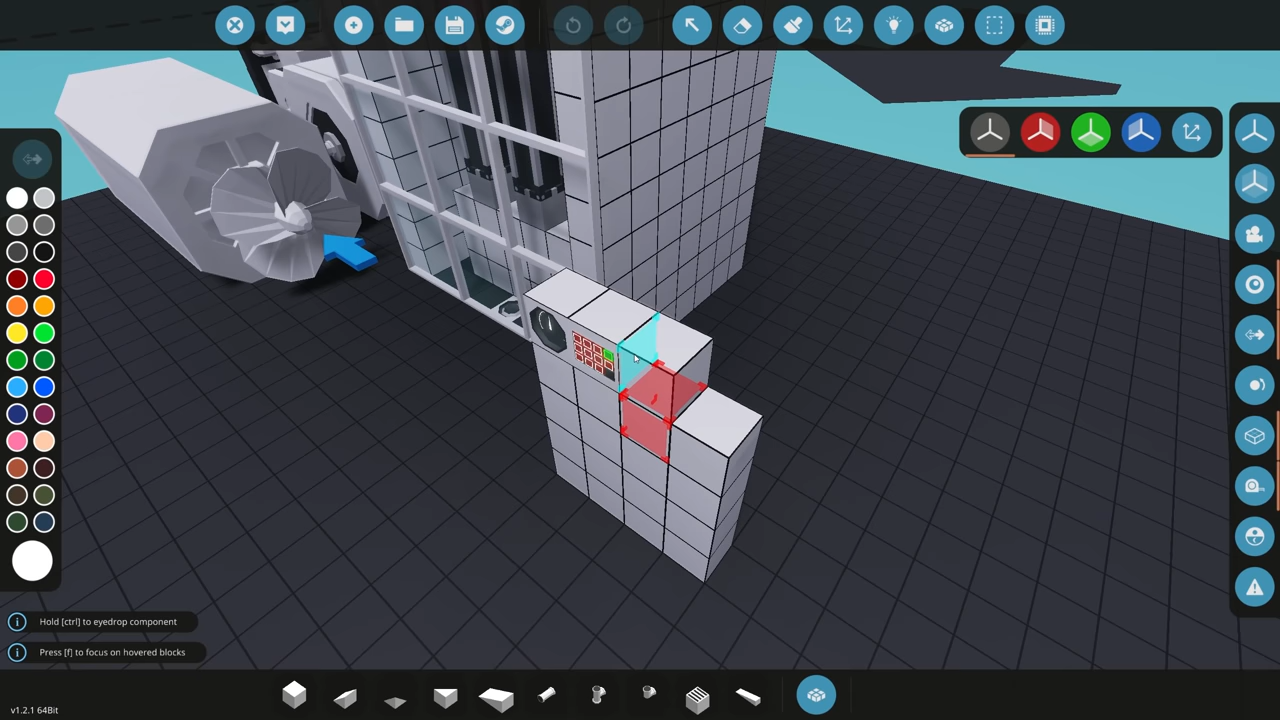 Hold [ctrl] to eyedrop component
Press [f] to focus on hovered blocks
v1.2.1 64Bit